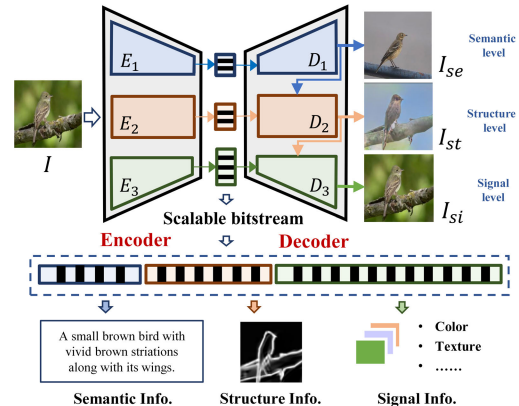 E1
D1
Semantic
level
Ise
E2
D2
Structure
level
Ist
I
E3
D3
Signal
level
Isi
Scalable bitstream
Encoder
Decoder
A small brown bird with
vivid brown striations
along with its wings.
• Color
• Texture
• ......
Semantic Info.
Structure Info.
Signal Info.